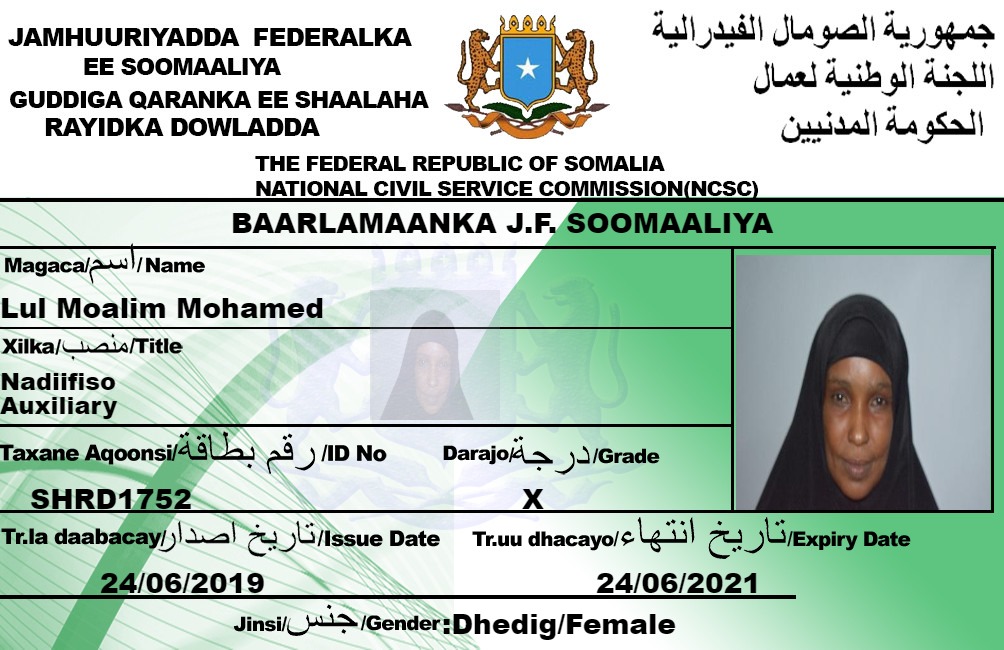 JAMHUURIYADDA FEDERALKA
EE SOOMAALIYA
GUDDIGA QARANKA EE SHAALAHA
RAYIDKA DOWLADDA
جمهورية الصومال الفيدرالية
اللجنة الوطنية لعمال
الحكومة المدنيين
THE FEDERAL REPUBLIC OF SOMALIA
NATIONAL CIVIL SERVICE COMMISSION(NCSC)
BAARLAMAANKA J.F. SOOMAALIYA
Magaca/اسم/Name
Lul Moalim Mohamed
Xilka/منصب/Title
Nadiifiso
Auxiliary
Taxane Aqoonsi/رقم بطاقة/ID No Darajo/درجة/Grade
SHRD1752 X
Tr.la daabacay/تاريخ اصدار/Issue Date Tr.uu dhacayo/تاريخ انتهاء/Expiry Date
24/06/2019 24/06/2021
Jinsi/جنس/Gender:Dhedig/Female